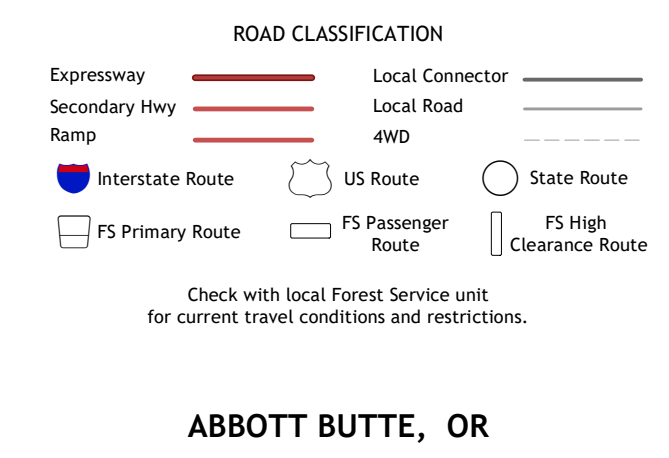 ROAD CLASSIFICATION
Expressway
Local Connector
Secondary Hwy
Local Road
Ramp
4WD
Interstate Route
US Route
State Route
FS Primary Route
FS Passenger
Route
FS High
Clearance Route
Check with local Forest Service unit
for current travel conditions and restrictions.
ABBOTT BUTTE, OR